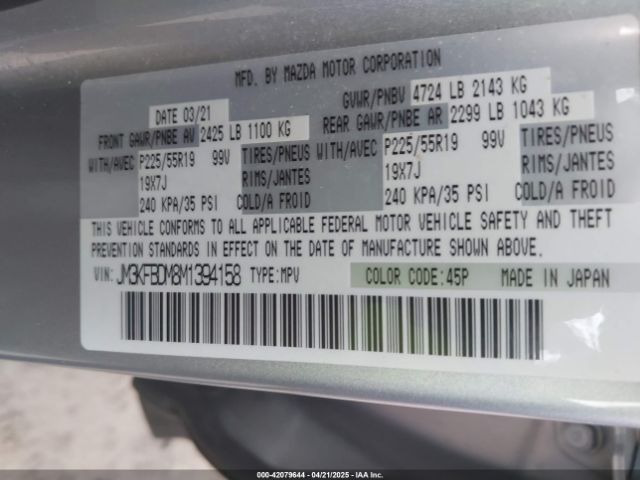 MFD. BY MAZDA MOTOR CORPORATION
DATE 03/21 GVWR/PNBV 4724 LB 2143 KG
FRONT GAWR/PNBE AV 2425 LB 1100 KG REAR GAWR/PNBE AR 2299 LB 1043 KG
WITH/AVEC P225/55R19 99V TIRES/PNEUS WITH/AVEC P225/55R19 99V TIRES/PNEUS
19X7J RIMS/JANTES 19X7J RIMS/JANTES
240 KPA/35 PSI COLD/A FROID 240 KPA/35 PSI COLD/A FROID
THIS VEHICLE CONFORMS TO ALL APPLICABLE FEDERAL MOTOR VEHICLE SAFETY AND THEFT
PREVENTION STANDARDS IN EFFECT ON THE DATE OF MANUFACTURE SHOWN ABOVE.
VIN: JM3KFBDM8M1394158 TYPE:MPV COLOR CODE:45P MADE IN JAPAN
000-42079644 - 04/21/2025 - IAA Inc.